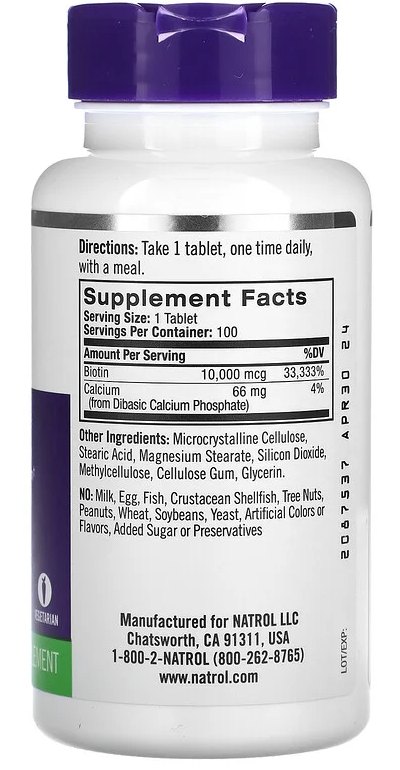 Directions: Take 1 tablet, one time daily,
with a meal.
Supplement Facts
Serving Size: 1 Tablet
Servings Per Container: 100
Amount Per Serving %DV
Biotin 10,000 mcg 33,333%
Calcium 66 mg 4%
(from Dibasic Calcium Phosphate)
Other Ingredients: Microcrystalline Cellulose,
Stearic Acid, Magnesium Stearate, Silicon Dioxide,
Methylcellulose, Cellulose Gum, Glycerin.
NO: Milk, Egg, Fish, Crustacean Shellfish, Tree Nuts,
Peanuts, Wheat, Soybeans, Yeast, Artificial Colors or
Flavors, Added Sugar or Preservatives
Manufactured for NATROL LLC
Chatsworth, CA 91311, USA
1-800-2-NATROL (800-262-8765)
www.natrol.com
VEGETARIAN
EMENT
LOT/EXP:
2087537 APR30 24